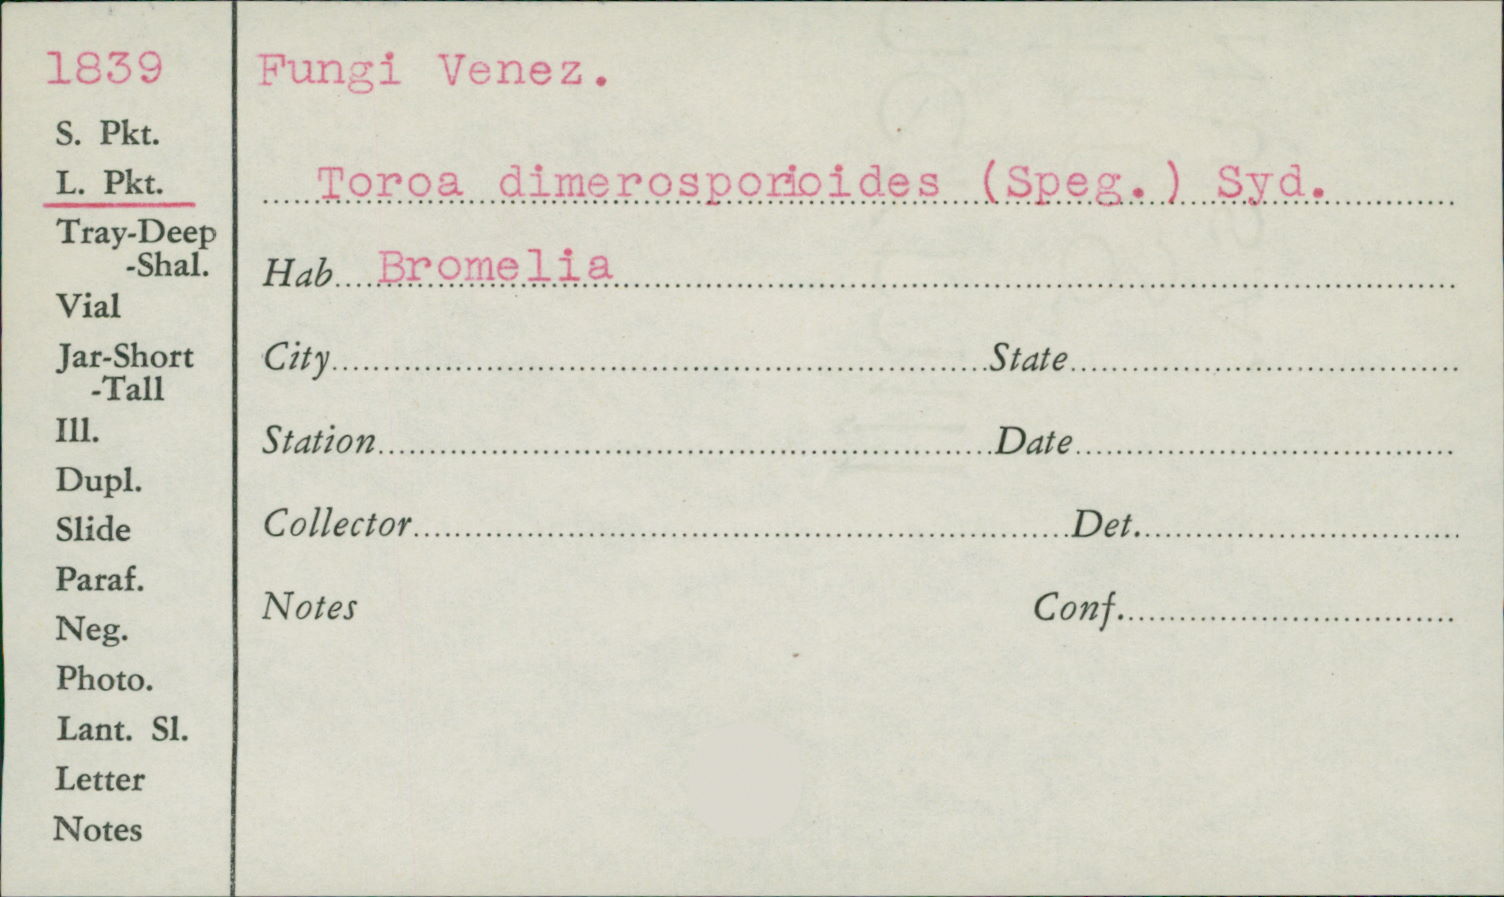 1839
Fungi Venez.
S. Pkt.
L. Pkt.
Toroa dimerosporioides (Speg.) Syd.
Tray-Deep
-Shal.
Hab. Bromelia
Vial
Jar-Short
-Tall
City State
Ill.
Station Date
Dupl.
Slide
Collector Det.
Paraf.
Neg.
Notes Conf.
Photo.
Lant. Sl.
Letter
Notes